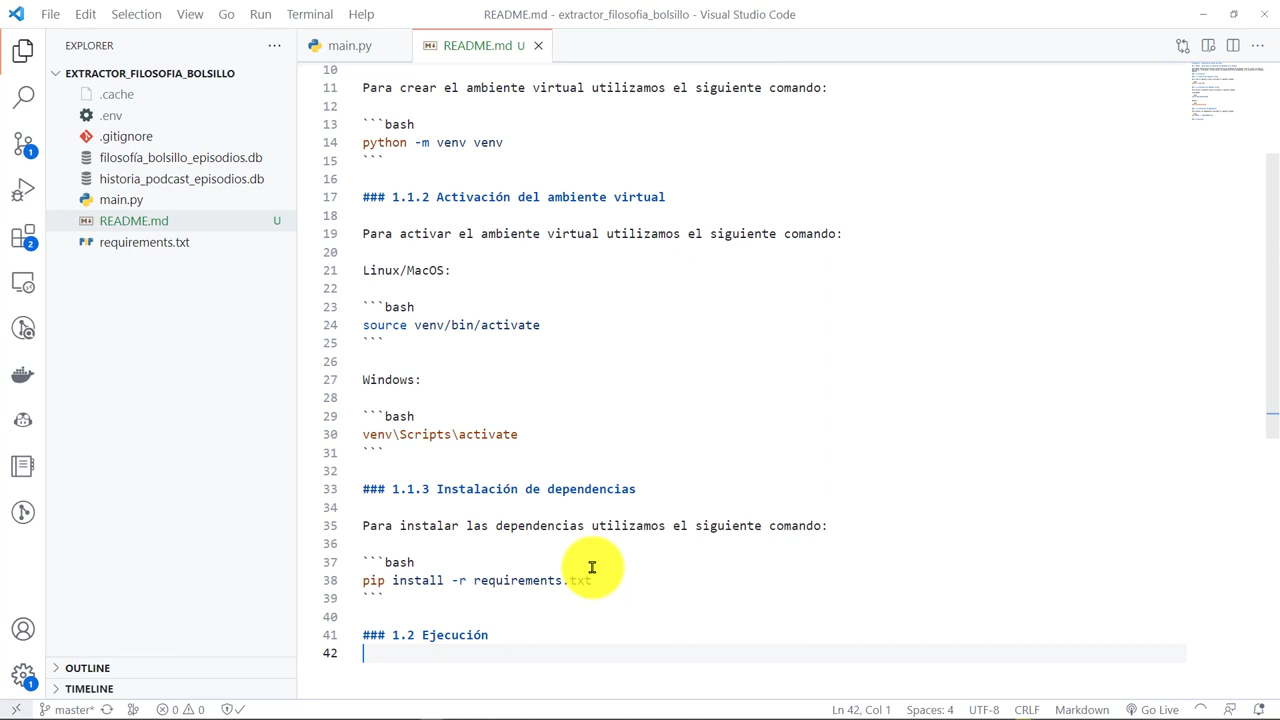 File Edit Selection View Go Run Terminal Help
README.md - extractor_filosofia_bolsillo - Visual Studio Code
EXPLORER
main.py
README.md U
EXTRACTOR_FILOSOFIA_BOLSILLO
.cache
.env
.gitignore
filosofía_bolsillo_episodios.db
historia_podcast_episodios.db
main.py
README.md U
requirements.txt
OUTLINE
TIMELINE
1
2
1
10
11 Para crear el ambiente virtual utilizamos el siguiente comando:
12
13 ```bash
14 python -m venv venv
15 ```
16
17 ### 1.1.2 Activación del ambiente virtual
18
19 Para activar el ambiente virtual utilizamos el siguiente comando:
20
21 Linux/MacOS:
22
23 ```bash
24 source venv/bin/activate
25 ```
26
27 Windows:
28
29 ```bash
30 venv\Scripts\activate
31 ```
32
33 ### 1.1.3 Instalación de dependencias
34
35 Para instalar las dependencias utilizamos el siguiente comando:
36
37 ```bash
38 pip install -r requirements.txt
39 ```
40
41 ### 1.2 Ejecución
42
master* 0 0 Ln 42, Col 1 Spaces: 4 UTF-8 CRLF Markdown Go Live